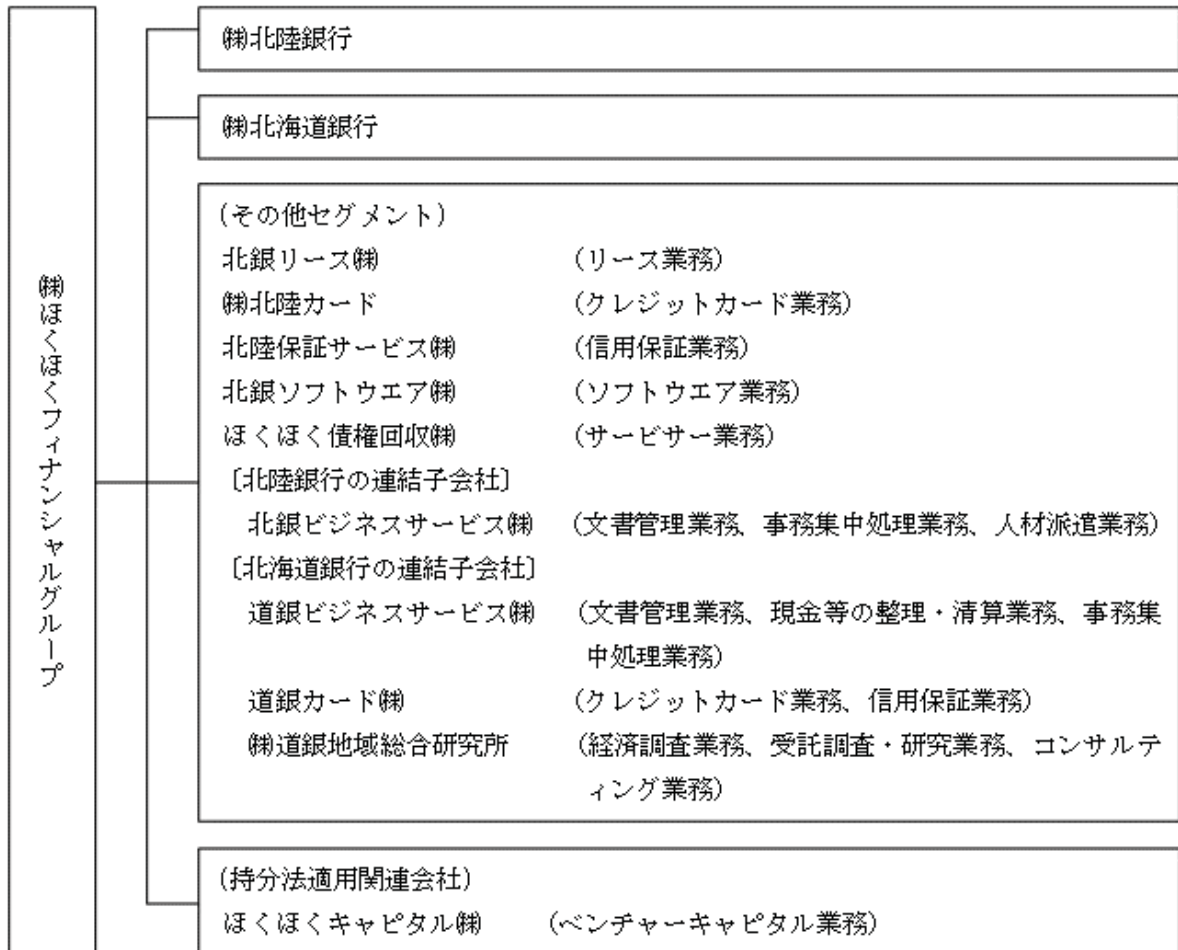 ㈱ほくほくフィナンシャルグループ
㈱北陸銀行
㈱北海道銀行
(その他セグメント)
北銀リース㈱ (リース業務)
㈱北陸カード (クレジットカード業務)
北陸保証サービス㈱ (信用保証業務)
北銀ソフトウエア㈱ (ソフトウエア業務)
ほくほく債権回収㈱ (サービサー業務)
〔北陸銀行の連結子会社〕
北銀ビジネスサービス㈱ (文書管理業務、事務集中処理業務、人材派遣業務)
〔北海道銀行の連結子会社〕
道銀ビジネスサービス㈱ (文書管理業務、現金等の整理・清算業務、事務集
中処理業務)
道銀カード㈱ (クレジットカード業務、信用保証業務)
㈱道銀地域総合研究所 (経済調査業務、受託調査・研究業務、コンサルテ
ィング業務)
(持分法適用関連会社)
ほくほくキャピタル㈱ (ベンチャーキャピタル業務)